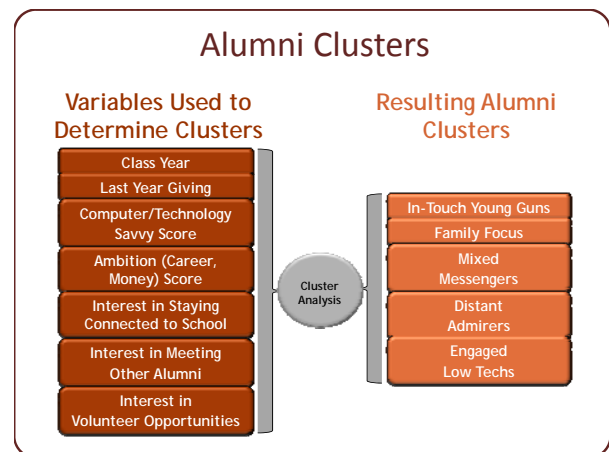 Alumni Clusters
Variables Used to
Determine Clusters
Class Year
Last Year Giving
Computer/Technology
Savvy Score
Ambition (Career,
Money) Score
Interest in Staying
Connected to School
Interest in Meeting
Other Alumni
Interest in
Volunteer Opportunities
Cluster
Analysis
Resulting Alumni
Clusters
In-Touch Young Guns
Family Focus
Mixed
Messengers
Distant
Admirers
Engaged
Low Techs